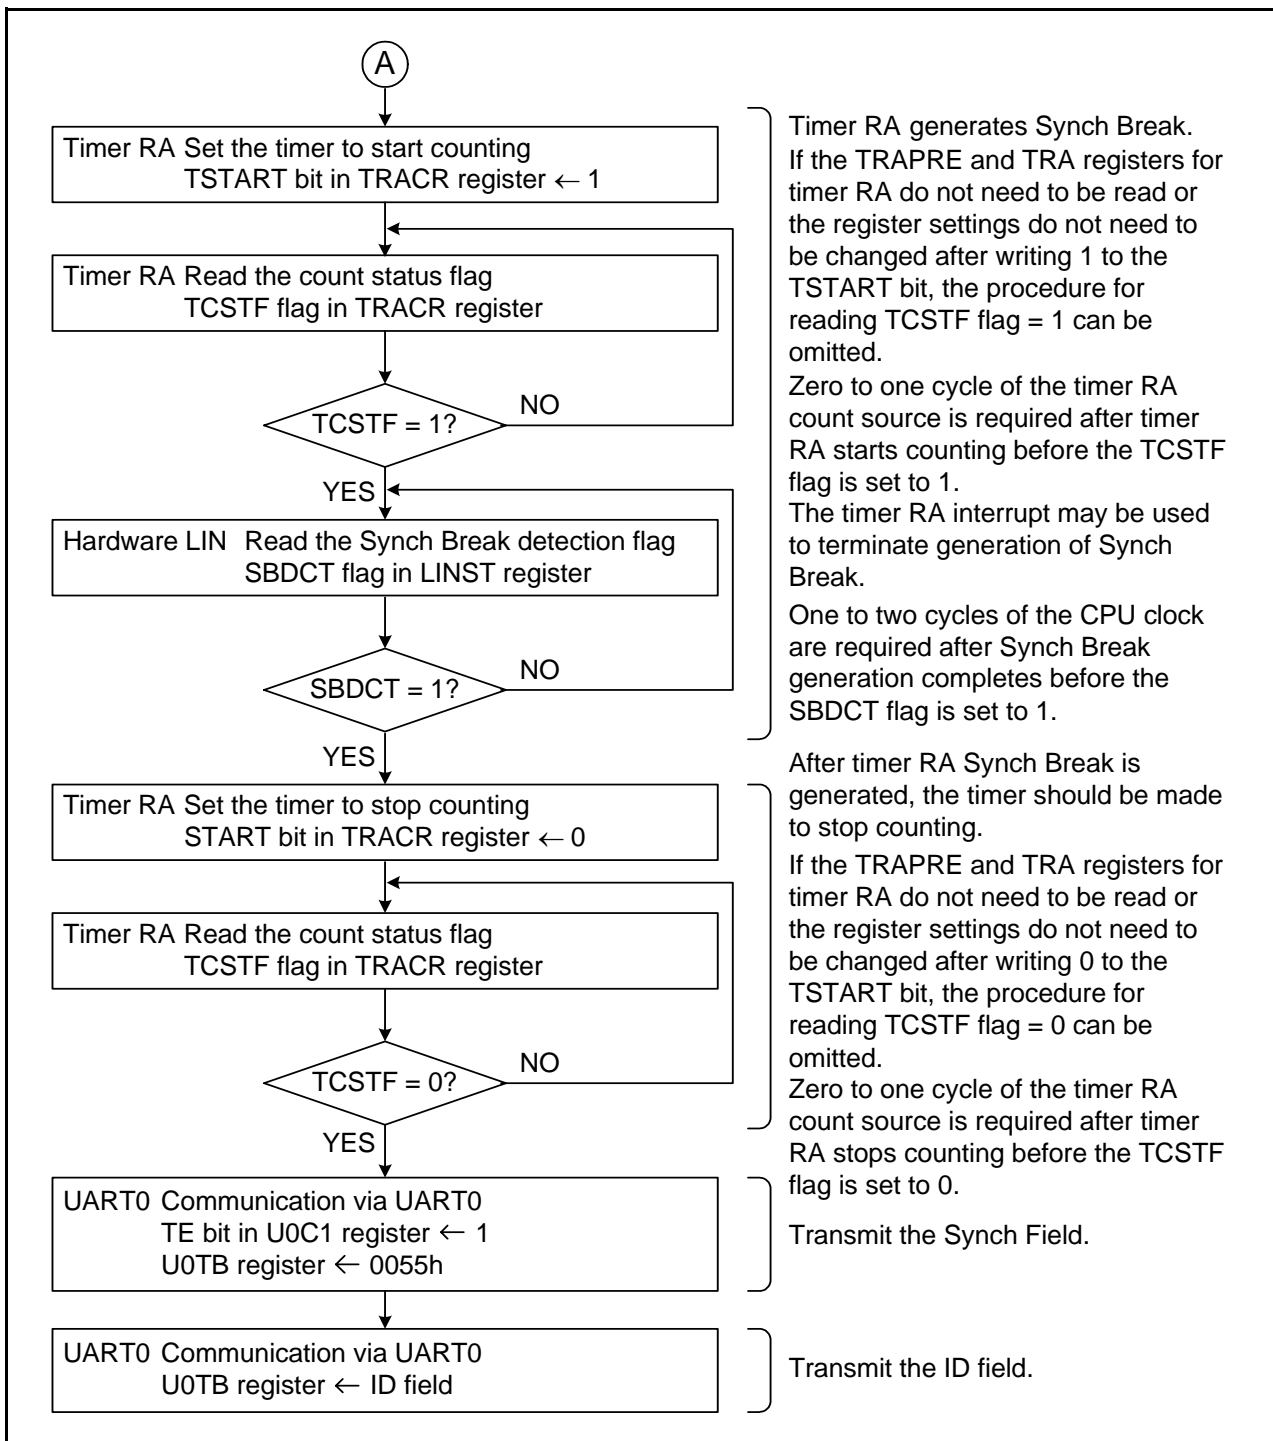 A
Timer RA Set the timer to start counting
TSTART bit in TRACR register ← 1
Timer RA Read the count status flag
TCSTF flag in TRACR register
TCSTF = 1?
NO
YES
Hardware LIN Read the Synch Break detection flag
SBDCT flag in LINST register
SBDCT = 1?
NO
YES
Timer RA generates Synch Break.
If the TRAPRE and TRA registers for
timer RA do not need to be read or
the register settings do not need to
be changed after writing 1 to the
TSTART bit, the procedure for
reading TCSTF flag = 1 can be
omitted.
Zero to one cycle of the timer RA
count source is required after timer
RA starts counting before the TCSTF
flag is set to 1.
The timer RA interrupt may be used
to terminate generation of Synch
Break.
One to two cycles of the CPU clock
are required after Synch Break
generation completes before the
SBDCT flag is set to 1.
Timer RA Set the timer to stop counting
START bit in TRACR register ← 0
Timer RA Read the count status flag
TCSTF flag in TRACR register
TCSTF = 0?
NO
YES
After timer RA Synch Break is
generated, the timer should be made
to stop counting.
If the TRAPRE and TRA registers for
timer RA do not need to be read or
the register settings do not need to
be changed after writing 0 to the
TSTART bit, the procedure for
reading TCSTF flag = 0 can be
omitted.
Zero to one cycle of the timer RA
count source is required after timer
RA stops counting before the TCSTF
flag is set to 0.
UART0 Communication via UART0
TE bit in U0C1 register ← 1
U0TB register ← 0055h
Transmit the Synch Field.
UART0 Communication via UART0
U0TB register ← ID field
Transmit the ID field.